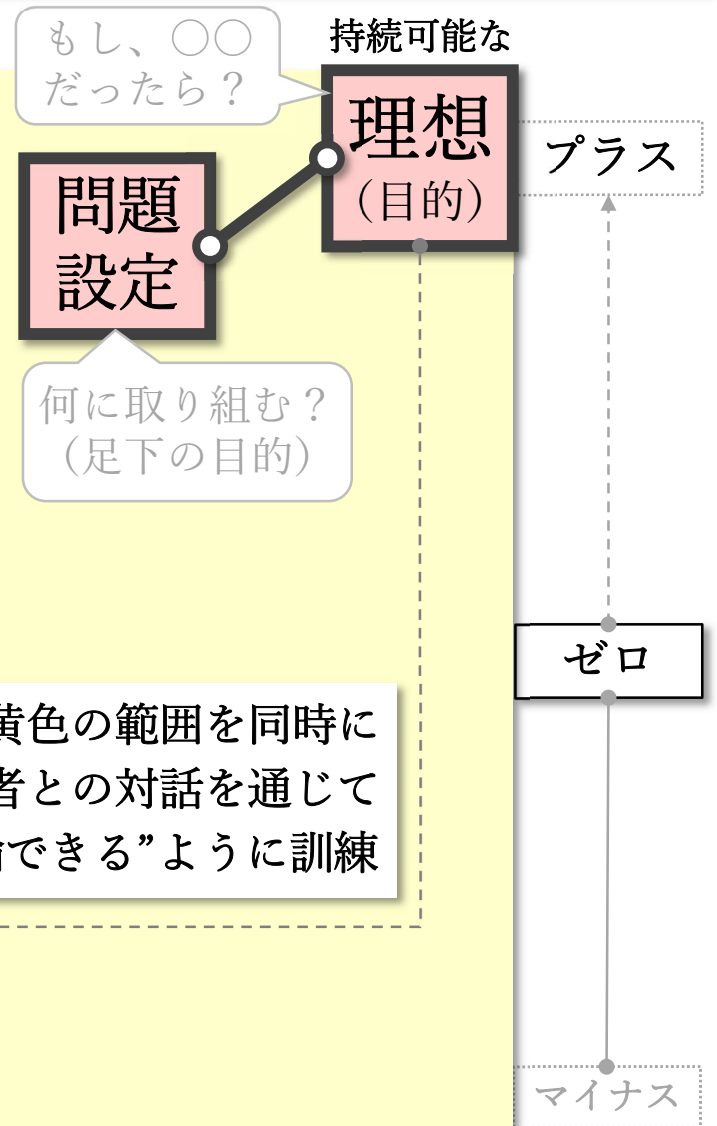 もし、○○
だったら？
持続可能な
理想
（目的）
プラス
問題
設定
何に取り組む？
（足下の目的）
ゼロ
黄色の範囲を同時に
者との対話を通じて
できる”ように訓練
マイナス